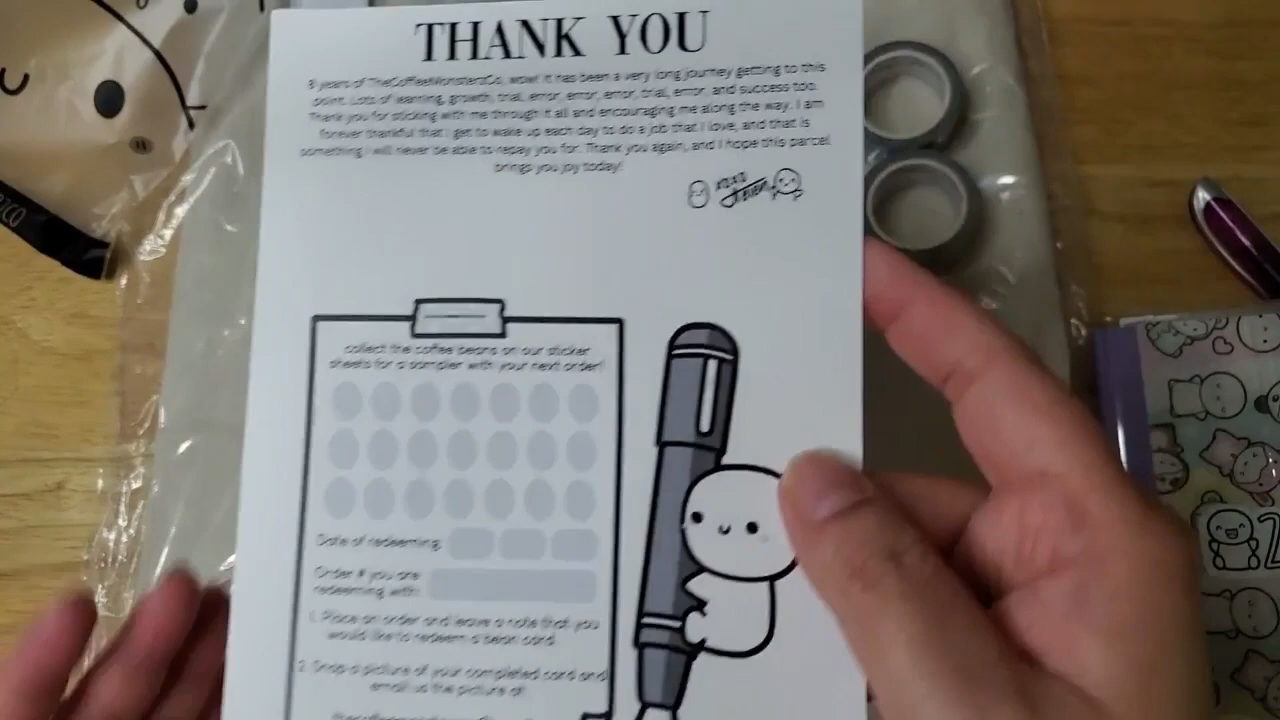 THANK YOU
8 years of TheCoffeeMonstersCo, wow! It has been a very long journey getting to this
point. Lots of learning, growth, trial, error, error, error, trial, error, and success too.
Thank you for sticking with me through it all and encouraging me along the way. I am
forever thankful that I get to wake up each day to do a job that I love, and that is
something I will never be able to repay you for. Thank you again, and I hope this parcel
brings you joy today!
xoxo
collect the coffee beans on our sticker
sheets for a sampler with your next order!
Date of redeeming:
Order # you are
redeeming with:
1. Place an order and leave a note that you
would like to redeem a bean card.
2. Snap a picture of your completed card and
email us the picture at: